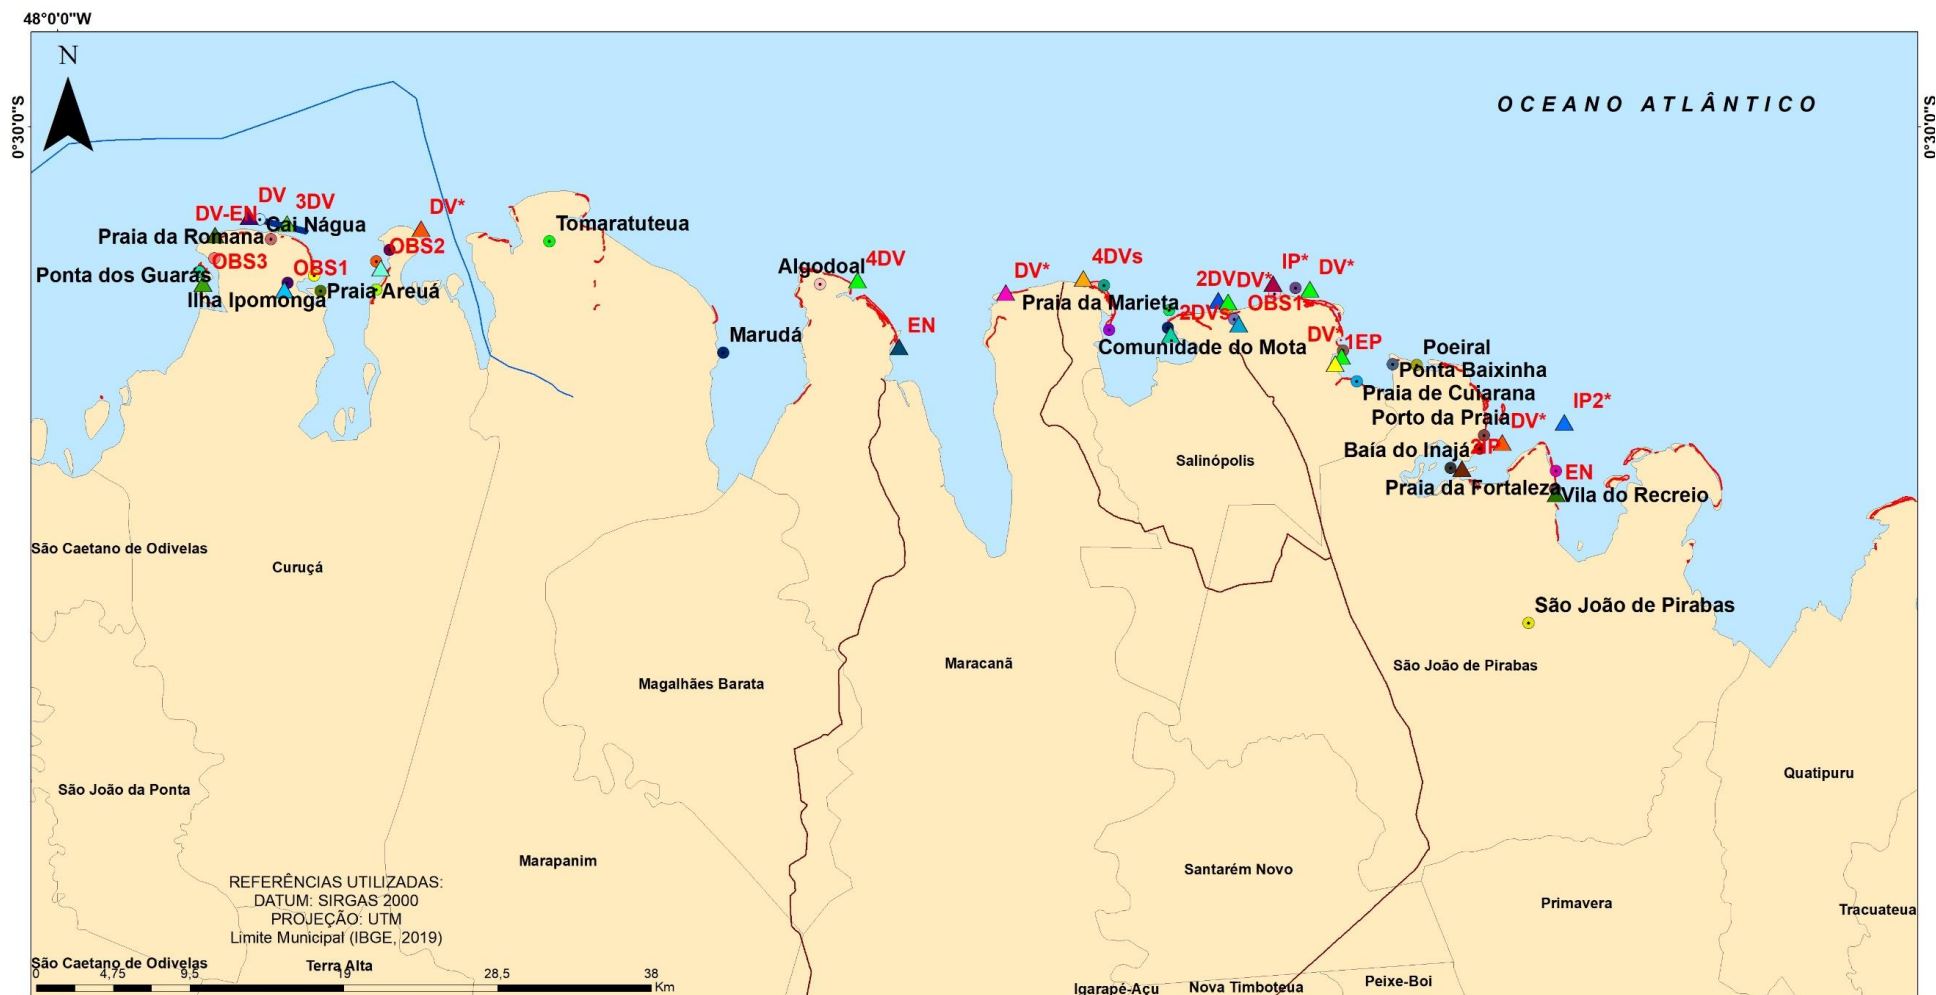 48°0'0"W
N
0°30'0"S
0°30'0"S
OCEANO ATLÂNTICO
DV
3DV
DV-EN
Cai Nágua
Praia da Romana
DV*
OBS2
OBS3
Ponta dos Guarás
OBS1
Ilha Ipomonga
Praia Areuá
Tomaratuteua
Marudá
Algodoal
4DV
EN
DV*
4DVs
Praia da Marieta
2DV
DV*
IP*
DV*
2DVs
OBS1
Comunidade do Mota
DV*
1EP
Poeiral
Ponta Baixinha
Praia de Cuiarana
Porto da Praia
DV*
IP2*
Baía do Inajá
2IP
Praia da Fortaleza
EN
Vila do Recreio
Salinópolis
São Caetano de Odivelas
Curuçá
São João de Pirabas
Maracanã
São João de Pirabas
Magalhães Barata
Quatipuru
São João da Ponta
Marapanim
Santarém Novo
Primavera
Tracuateua
REFERÊNCIAS UTILIZADAS:
DATUM: SIRGAS 2000
PROJEÇÃO: UTM
Limite Municipal (IBGE, 2019)
São Caetano de Odivelas
Terra Alta
0 4,75 9,5 19 28,5 38
Km
Igarapé-Açu
Nova Timboteua
Peixe-Boi